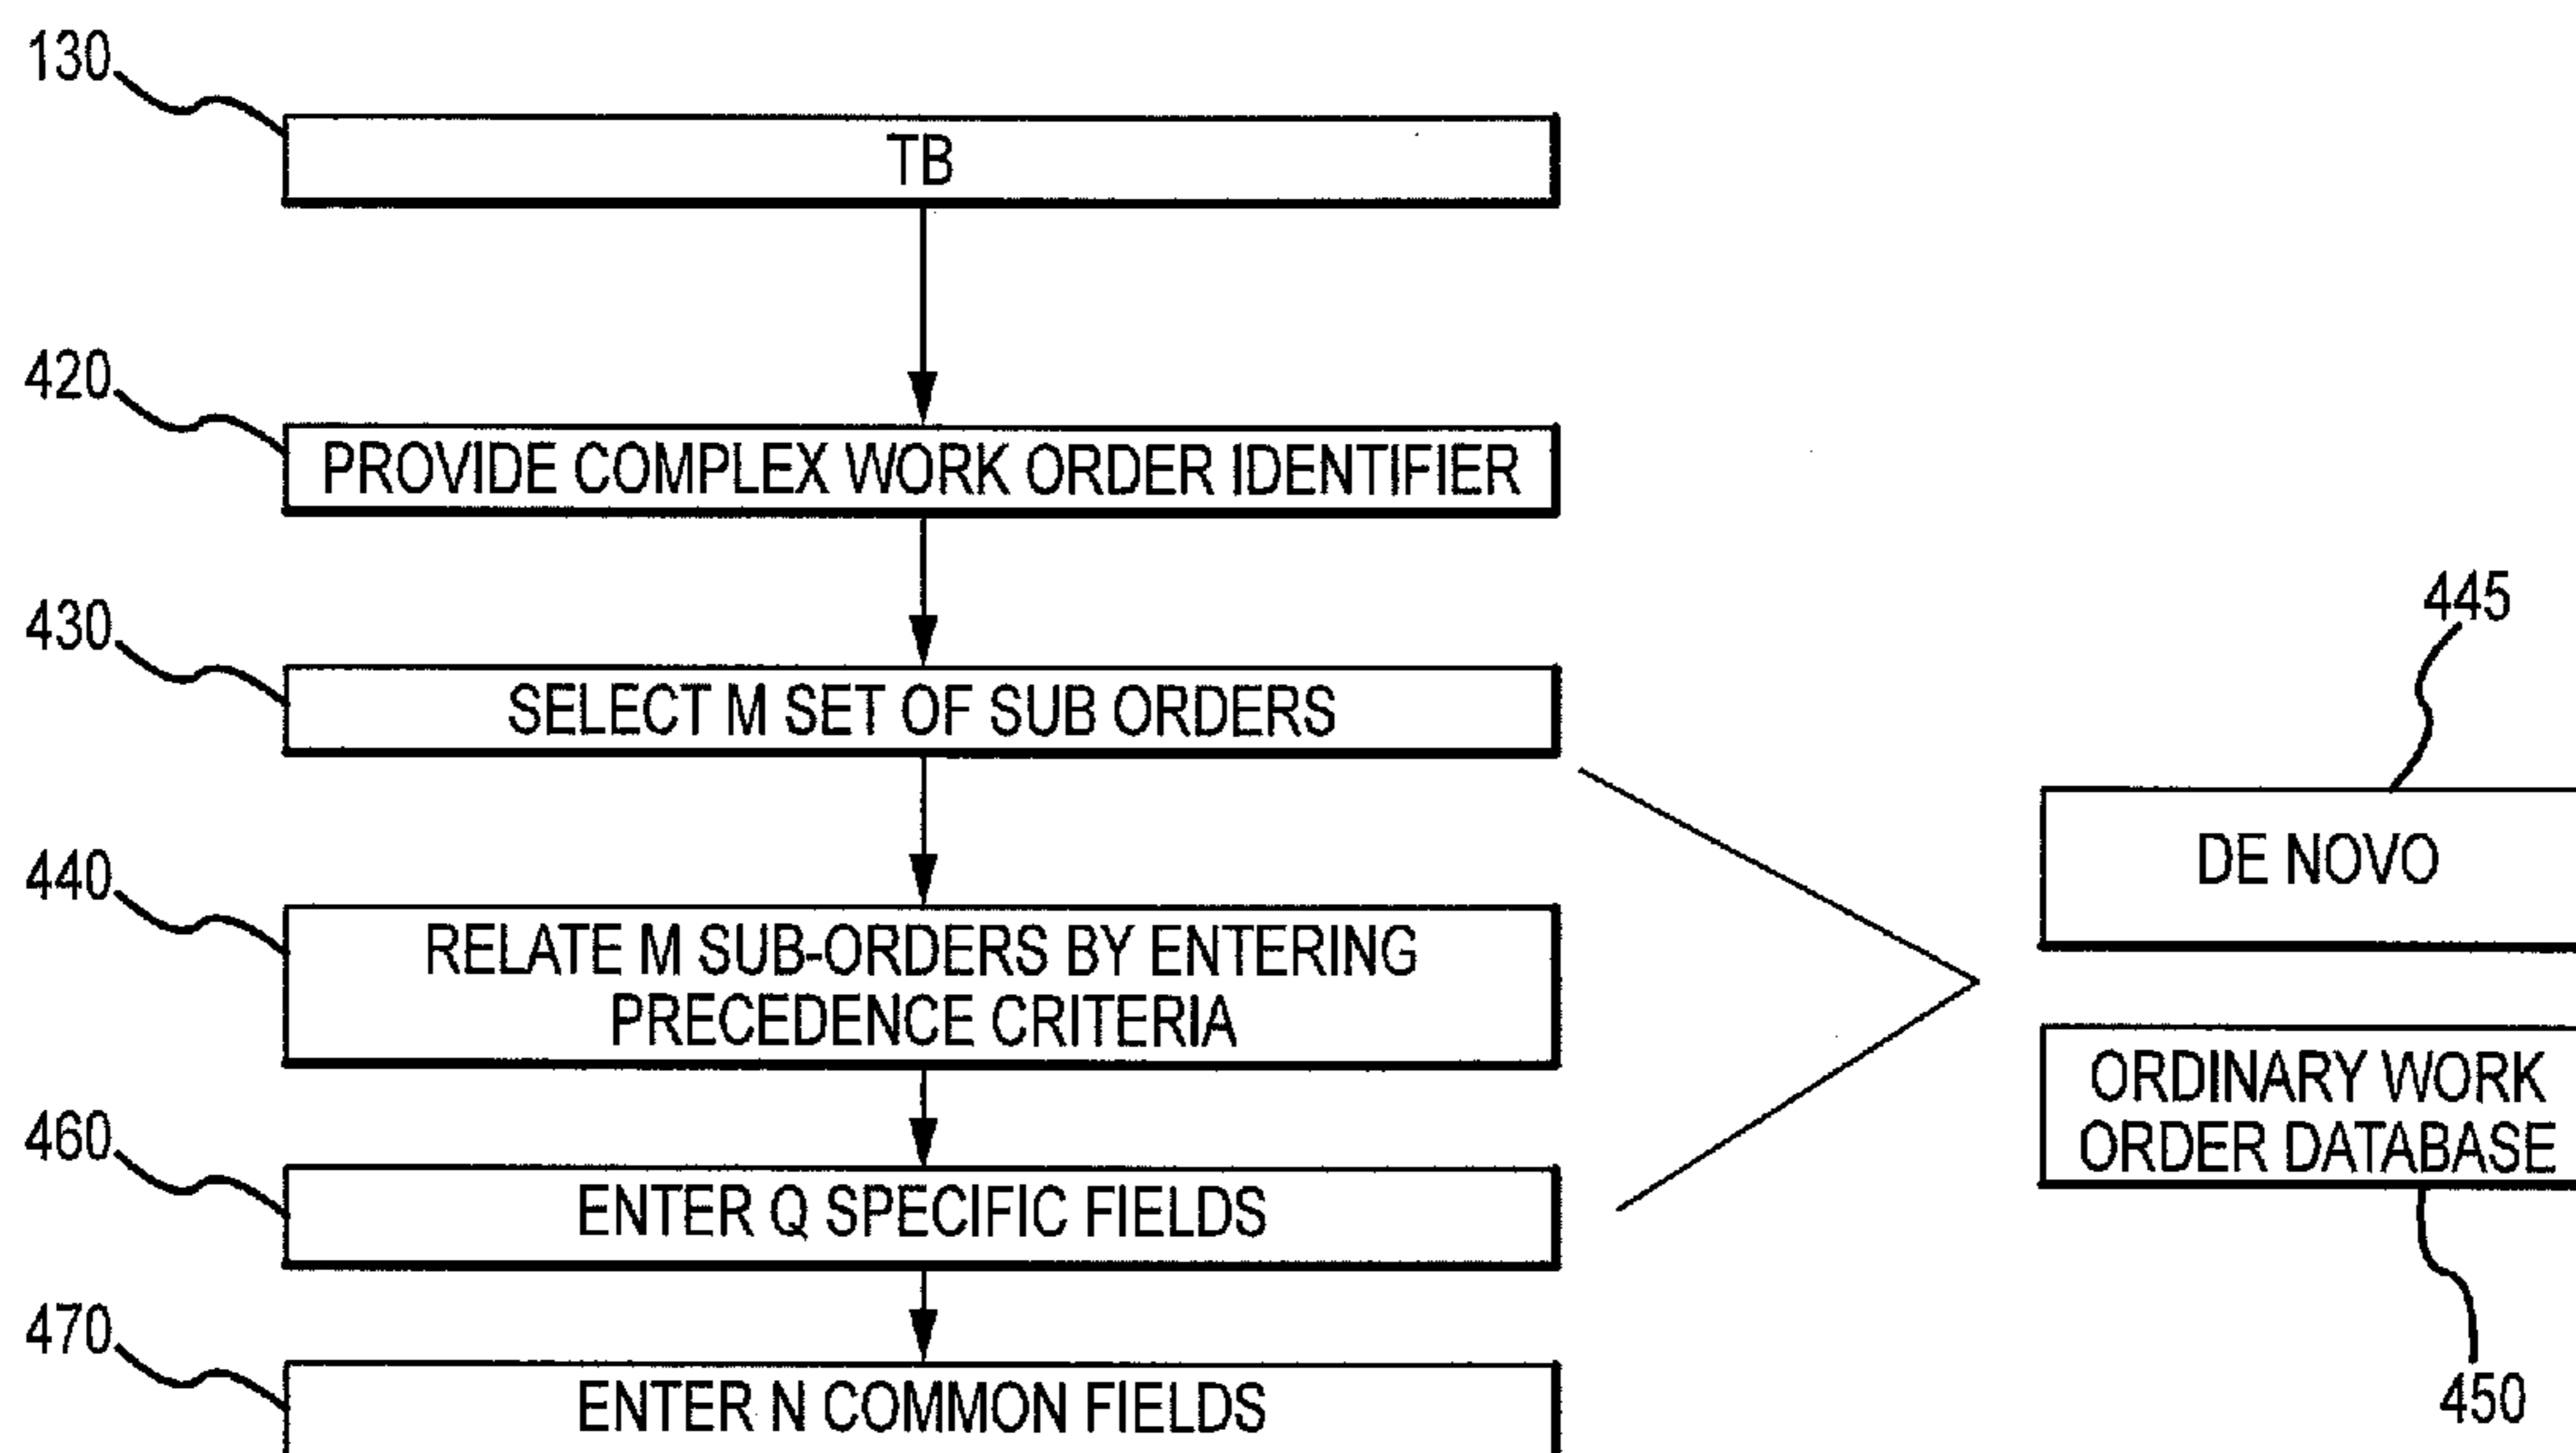 130
TB
420
PROVIDE COMPLEX WORK ORDER IDENTIFIER
430
SELECT M SET OF SUB ORDERS
445
DE NOVO
440
RELATE M SUB-ORDERS BY ENTERING
PRECEDENCE CRITERIA
ORDINARY WORK
ORDER DATABASE
460
ENTER Q SPECIFIC FIELDS
470
ENTER N COMMON FIELDS
450